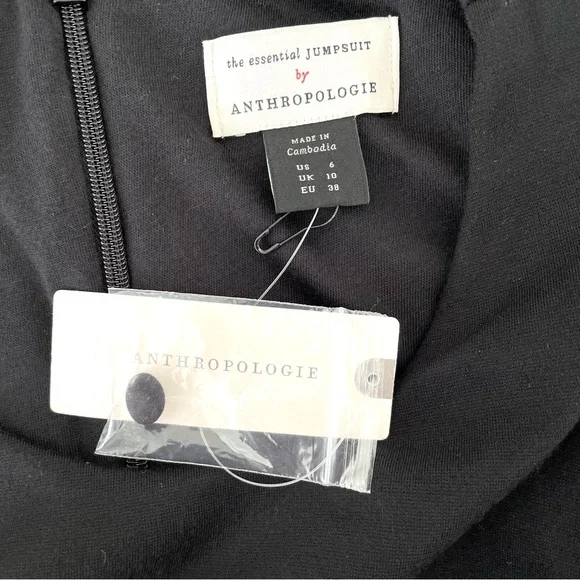 the essential JUMPSUIT
by
ANTHROPOLOGIE
MADE IN
Cambodia
US 6
UK 10
EU 38
ANTHROPOLOGIE